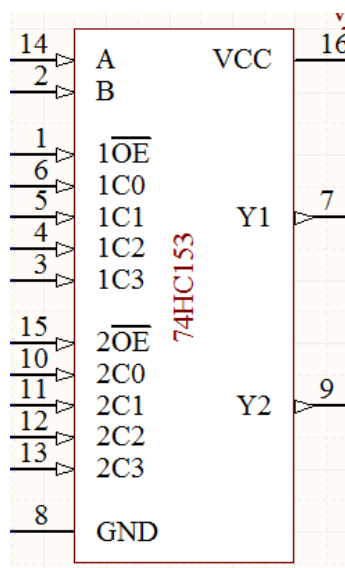 14 A VCC 16
2 B
1 1OE
6 1C0
5 1C1 Y1 7
4 1C2
3 1C3
74HC153
15 2OE
10 2C0
11 2C1 Y2 9
12 2C2
13 2C3
8 GND